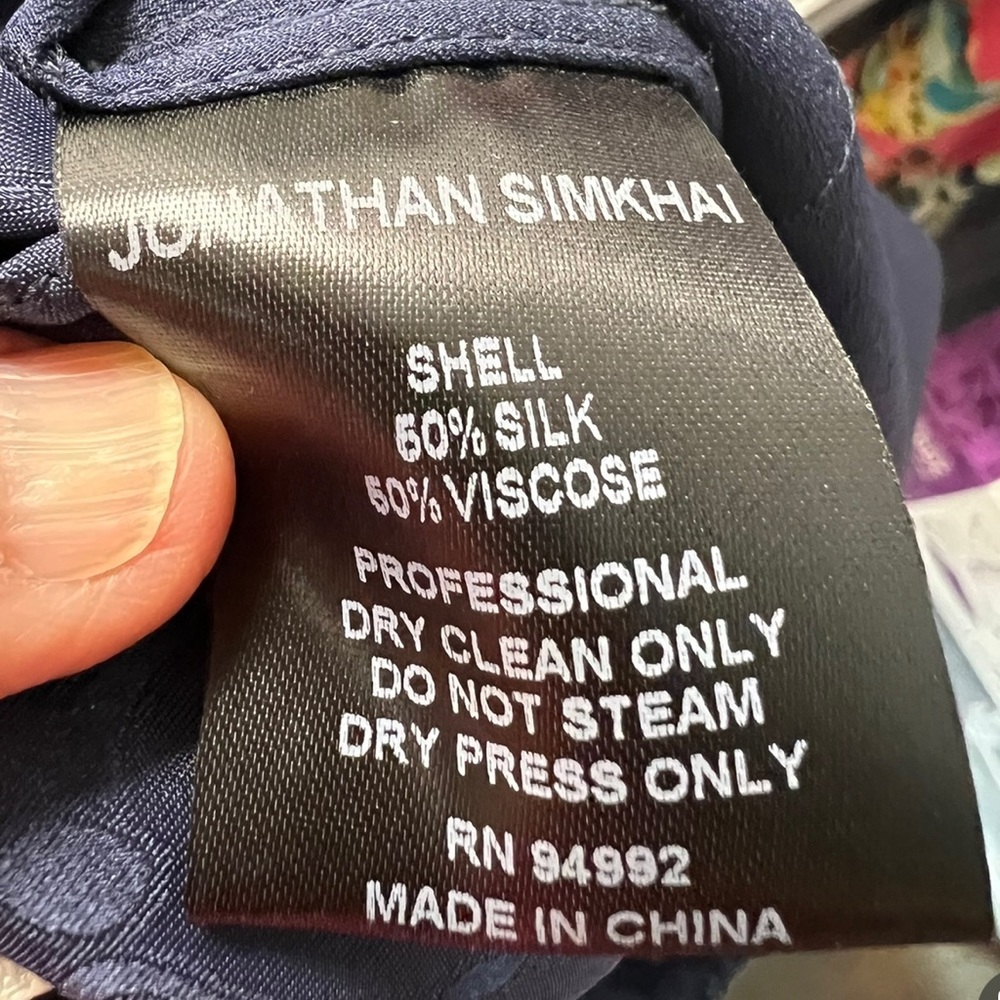 JONATHAN SIMKHAI
SHELL
50% SILK
50% VISCOSE
PROFESSIONAL
DRY CLEAN ONLY
DO NOT STEAM
DRY PRESS ONLY
RN 94992
MADE IN CHINA